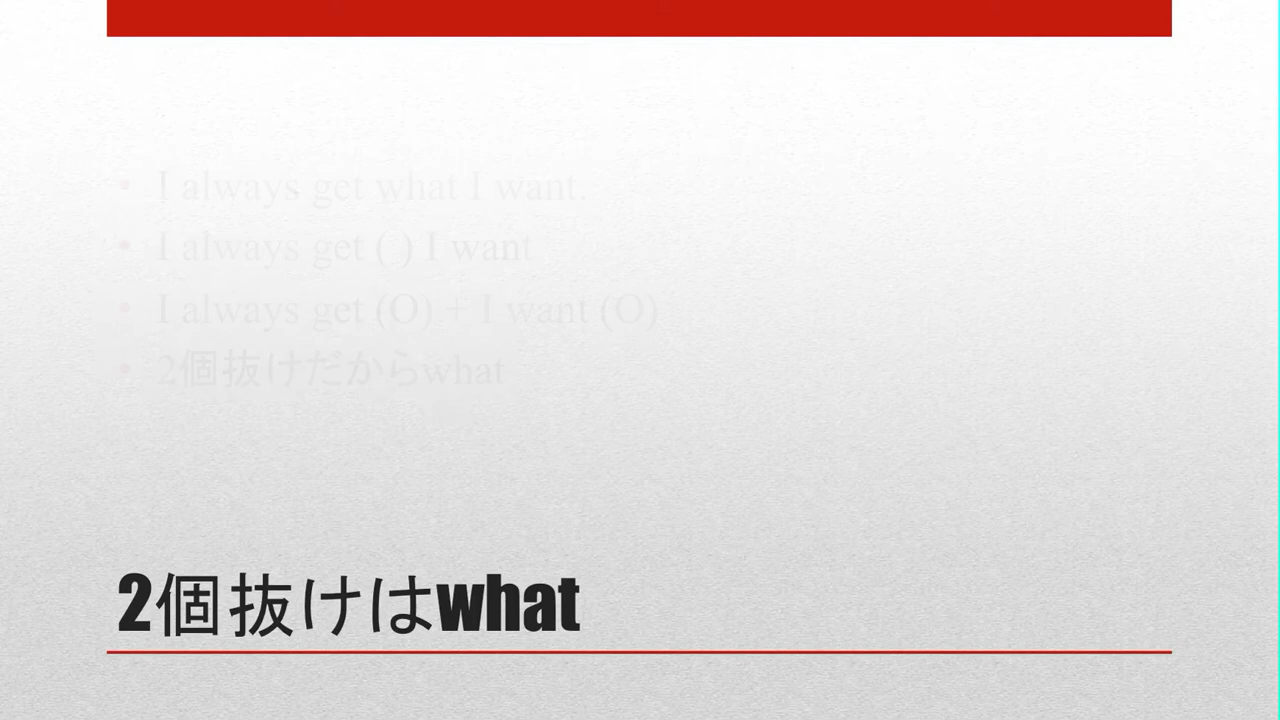 • I always get what I want.
• I always get ( ) I want
• I always get (O) + I want (O)
• 2個抜けだからwhat
2個抜けはwhat